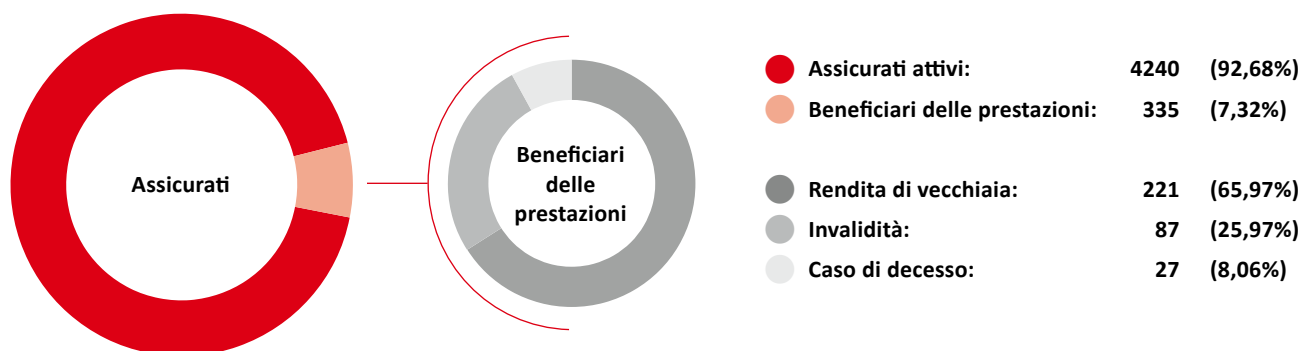 Assicurati
Beneficiari
delle
prestazioni
Assicurati attivi: 4240 (92,68%)
Beneficiari delle prestazioni: 335 (7,32%)
Rendita di vecchiaia: 221 (65,97%)
Invalidità: 87 (25,97%)
Caso di decesso: 27 (8,06%)